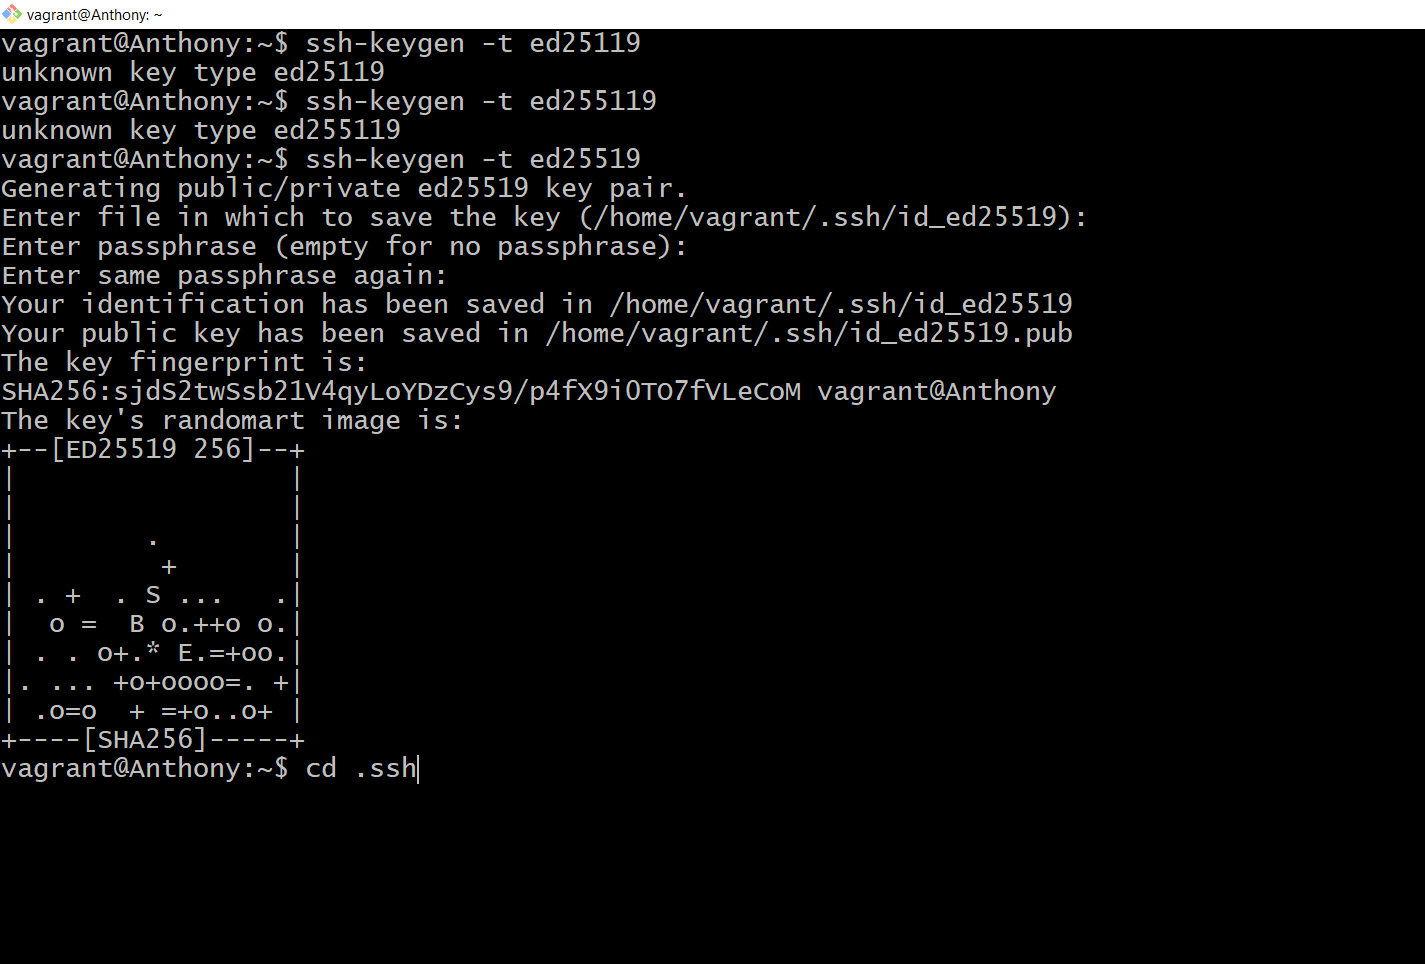 vagrant@Anthony: ~
vagrant@Anthony:~$ ssh-keygen -t ed25119
unknown key type ed25119
vagrant@Anthony:~$ ssh-keygen -t ed255119
unknown key type ed255119
vagrant@Anthony:~$ ssh-keygen -t ed25519
Generating public/private ed25519 key pair.
Enter file in which to save the key (/home/vagrant/.ssh/id_ed25519):
Enter passphrase (empty for no passphrase):
Enter same passphrase again:
Your identification has been saved in /home/vagrant/.ssh/id_ed25519
Your public key has been saved in /home/vagrant/.ssh/id_ed25519.pub
The key fingerprint is:
SHA256:sjdS2twSsb21V4qyLoYDzCys9/p4fX9i0TO7fVLeCoM vagrant@Anthony
The key's randomart image is:
+--[ED25519 256]--+
|                 |
|                 |
|        .        |
|         +       |
| . +  . S ...   .|
|  o =  B o.++o o.|
| . . o+.* E.=+oo.|
|. ... +o+oooo=. +|
| .o=o  + =+o..o+ |
+----[SHA256]-----+
vagrant@Anthony:~$ cd .ssh